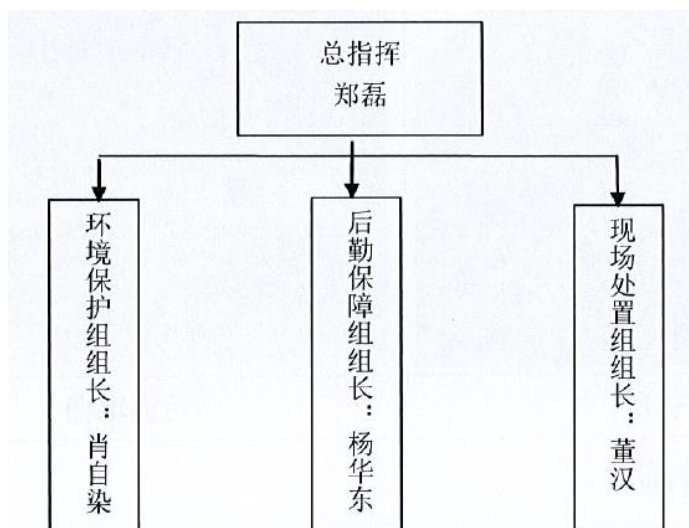 总指挥
郑磊
环境保护组组长：肖自染
后勤保障组组长：杨华东
现场处置组组长：董汉